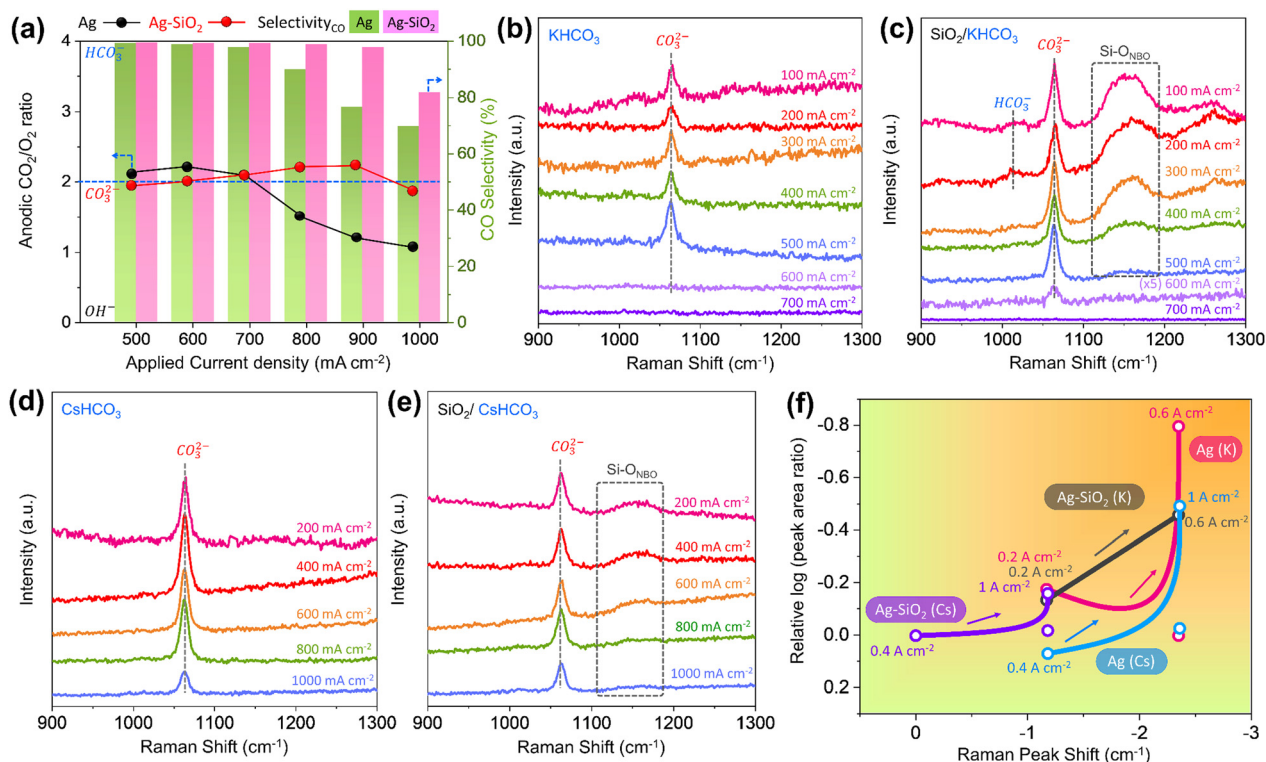 (a) Ag Ag-SiO₂ Selectivity_CO Ag Ag-SiO₂
Anodic CO₂/O₂ ratio
4
3
2
1
0
HCO₃⁻
CO₃²⁻
OH⁻
100
80
60
40
20
0
CO Selectivity (%)
500 600 700 800 900 1000
Applied Current density (mA cm⁻²)
(b) KHCO₃
CO₃²⁻
Intensity (a.u.)
100 mA cm⁻²
200 mA cm⁻²
300 mA cm⁻²
400 mA cm⁻²
500 mA cm⁻²
600 mA cm⁻²
700 mA cm⁻²
900 1000 1100 1200 1300
Raman Shift (cm⁻¹)
(c) SiO₂/KHCO₃
CO₃²⁻
Si-O_NBO
HCO₃⁻
Intensity (a.u.)
100 mA cm⁻²
200 mA cm⁻²
300 mA cm⁻²
400 mA cm⁻²
500 mA cm⁻²
(x5) 600 mA cm⁻²
700 mA cm⁻²
900 1000 1100 1200 1300
Raman Shift (cm⁻¹)
(d) CsHCO₃
CO₃²⁻
Intensity (a.u.)
200 mA cm⁻²
400 mA cm⁻²
600 mA cm⁻²
800 mA cm⁻²
1000 mA cm⁻²
900 1000 1100 1200 1300
Raman Shift (cm⁻¹)
(e) SiO₂/ CsHCO₃
CO₃²⁻
Si-O_NBO
Intensity (a.u.)
200 mA cm⁻²
400 mA cm⁻²
600 mA cm⁻²
800 mA cm⁻²
1000 mA cm⁻²
900 1000 1100 1200 1300
Raman Shift (cm⁻¹)
(f)
Relative log (peak area ratio)
-0.8
-0.6
-0.4
-0.2
0.0
0.2
0.6 A cm⁻²
Ag (K)
Ag-SiO₂ (K)
1 A cm⁻²
0.6 A cm⁻²
0.2 A cm⁻²
0.2 A cm⁻²
1 A cm⁻²
Ag-SiO₂ (Cs)
0.4 A cm⁻²
0.4 A cm⁻²
Ag (Cs)
0 -1 -2 -3
Raman Peak Shift (cm⁻¹)